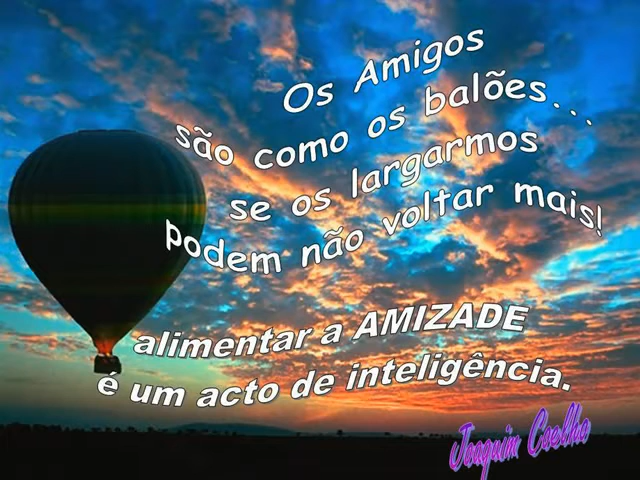 Os Amigos
são como os balões...
se os largarmos
podem não voltar mais!
alimentar a AMIZADE
é um acto de inteligência.
Joaquim Coelho